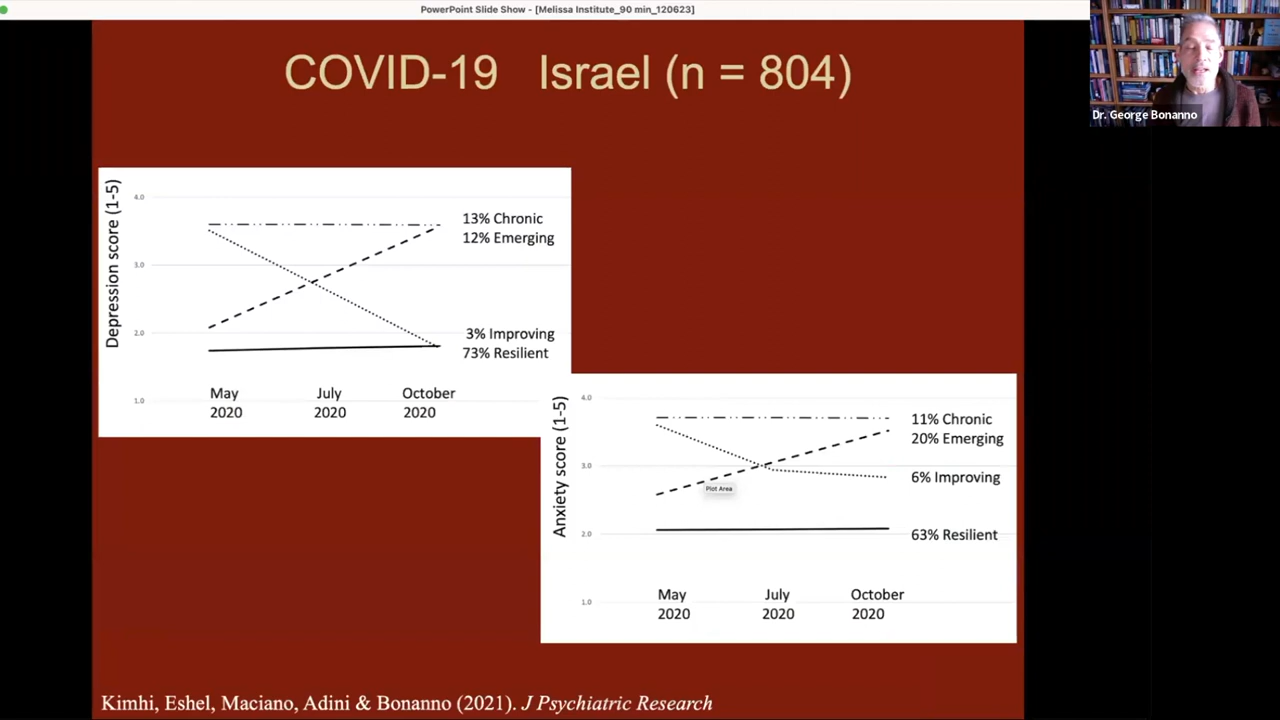 PowerPoint Slide Show - [Melissa Institute_90 min_120623]
Dr. George Bonanno
COVID-19 Israel (n = 804)
Depression score (1-5)
4.0
3.0
2.0
1.0
13% Chronic
12% Emerging
3% Improving
73% Resilient
May July October
2020 2020 2020
Anxiety score (1-5)
4.0
3.0
2.0
1.0
11% Chronic
20% Emerging
6% Improving
63% Resilient
Plot Area
May July October
2020 2020 2020
Kimhi, Eshel, Maciano, Adini & Bonanno (2021). J Psychiatric Research